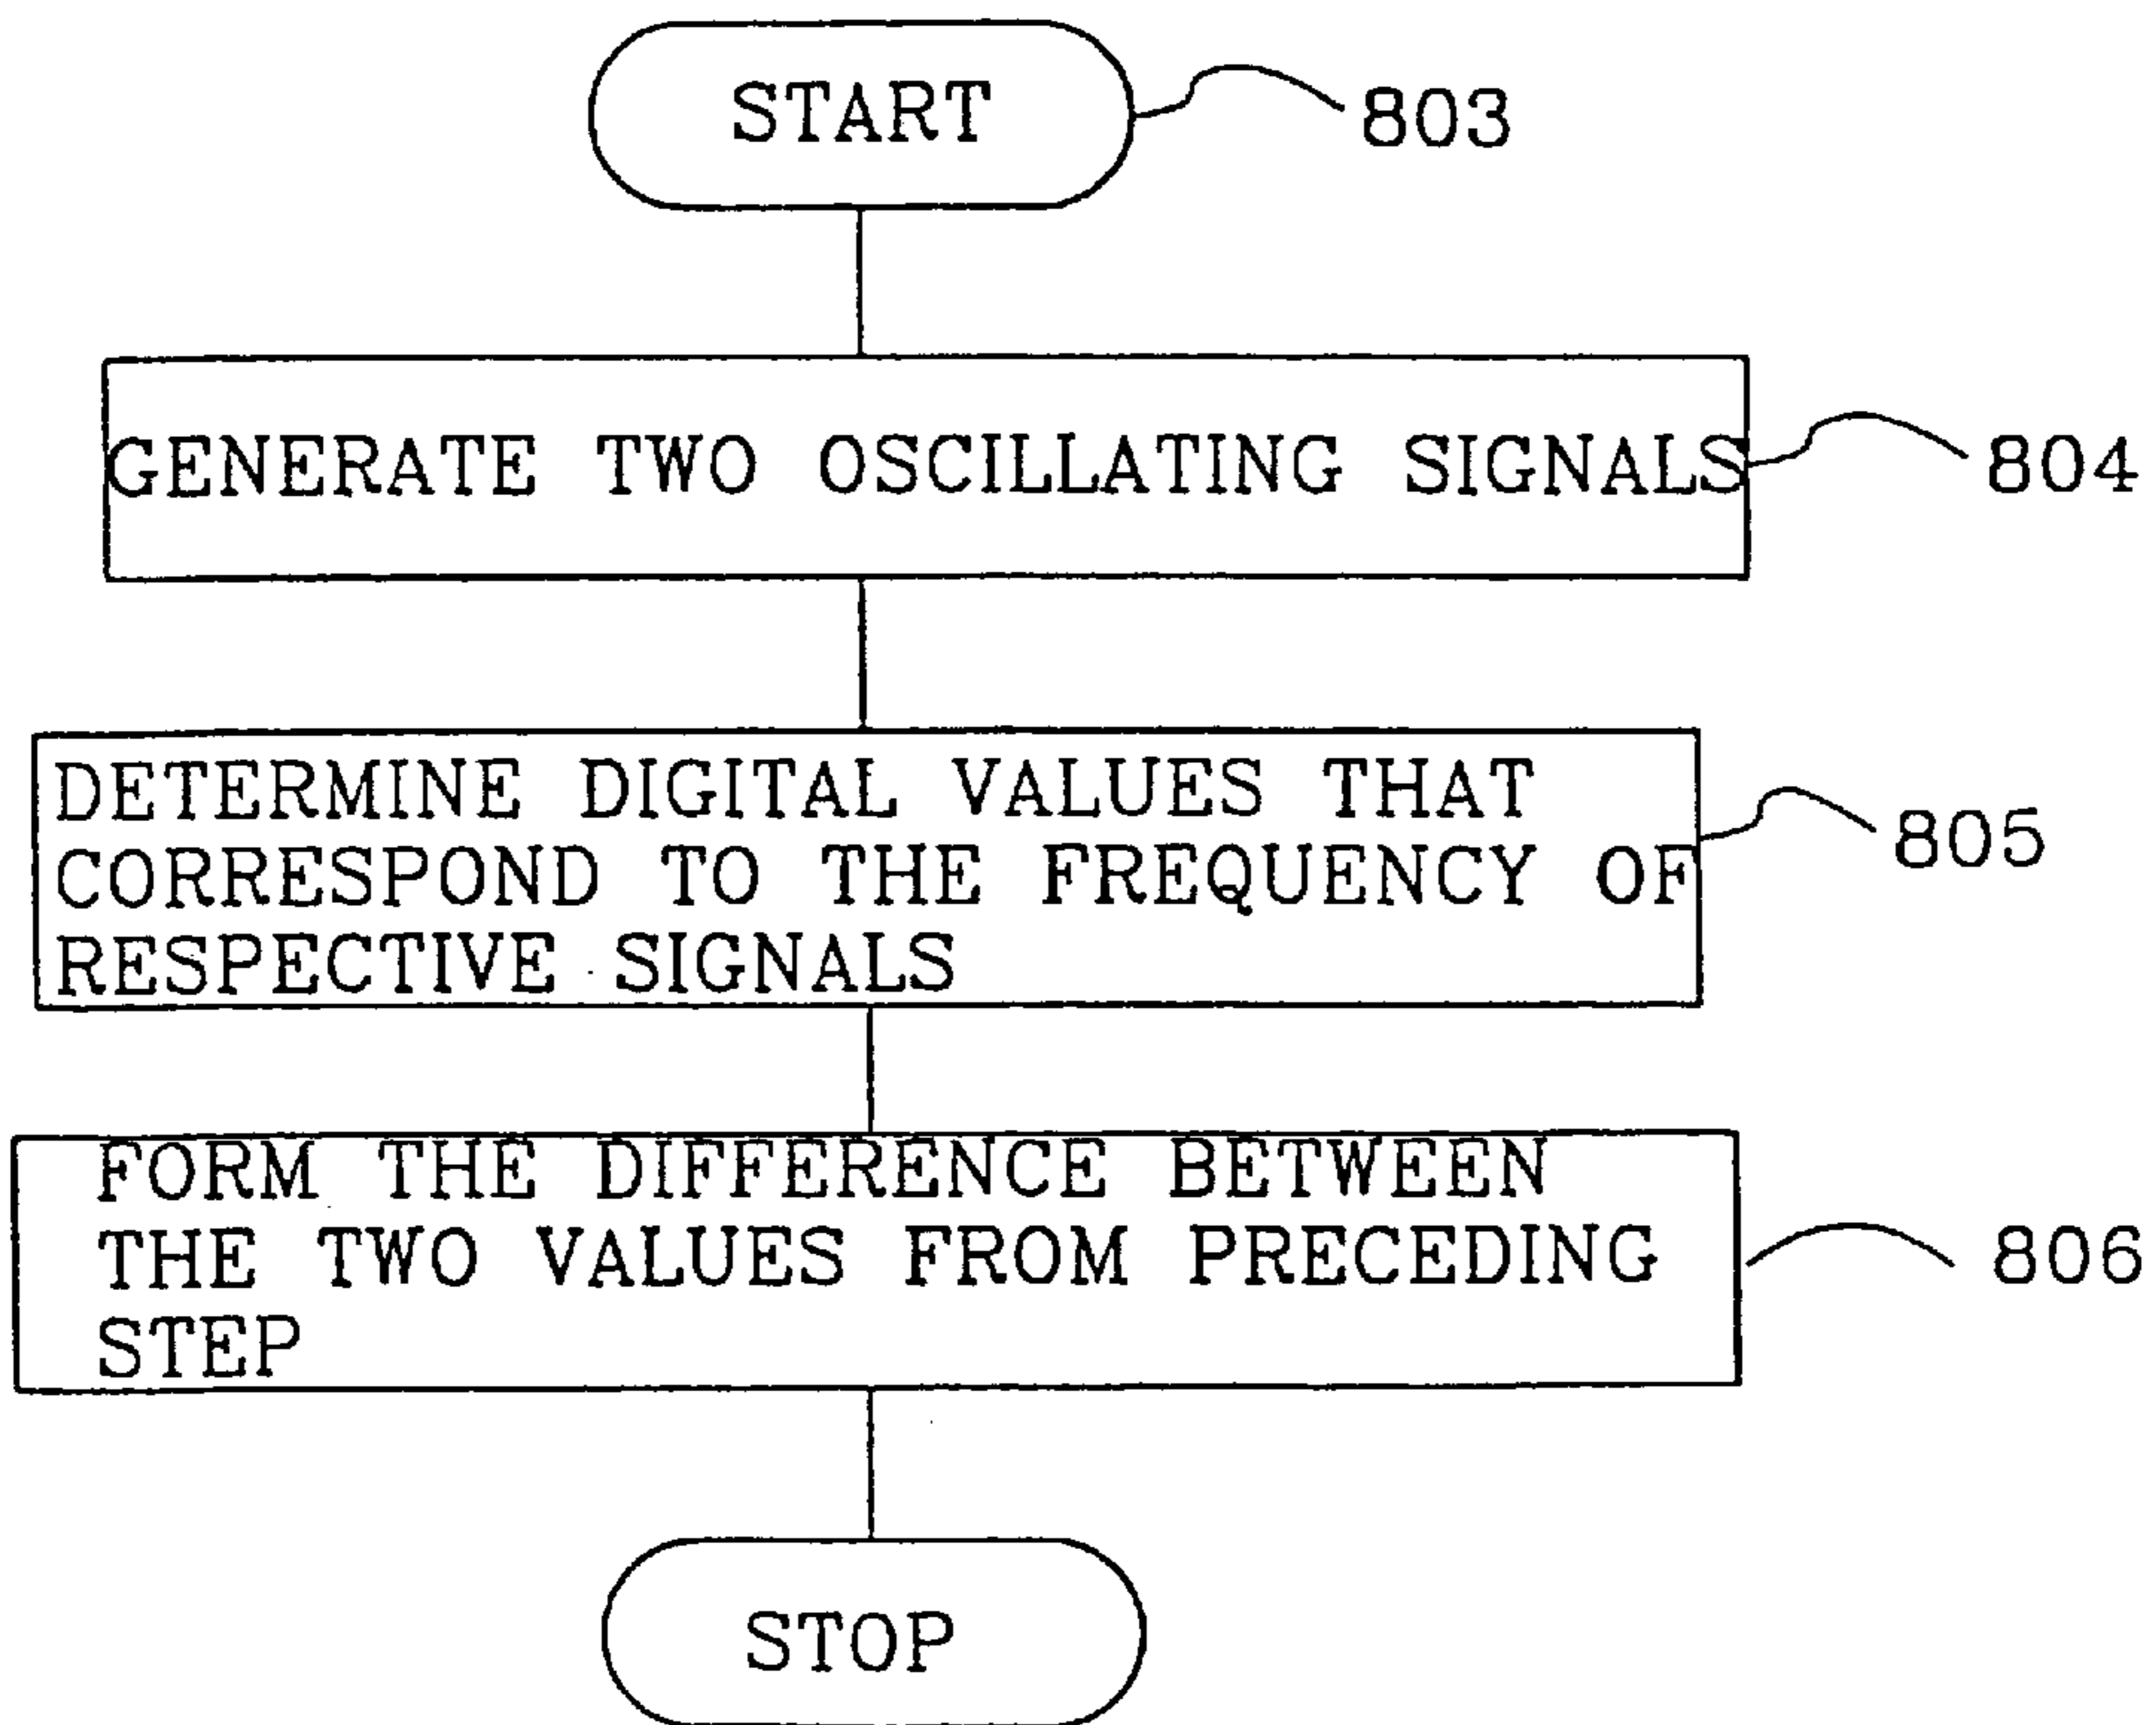 START
803
GENERATE TWO OSCILLATING SIGNALS
804
DETERMINE DIGITAL VALUES THAT
CORRESPOND TO THE FREQUENCY OF
RESPECTIVE SIGNALS
805
FORM THE DIFFERENCE BETWEEN
THE TWO VALUES FROM PRECEDING
STEP
806
STOP